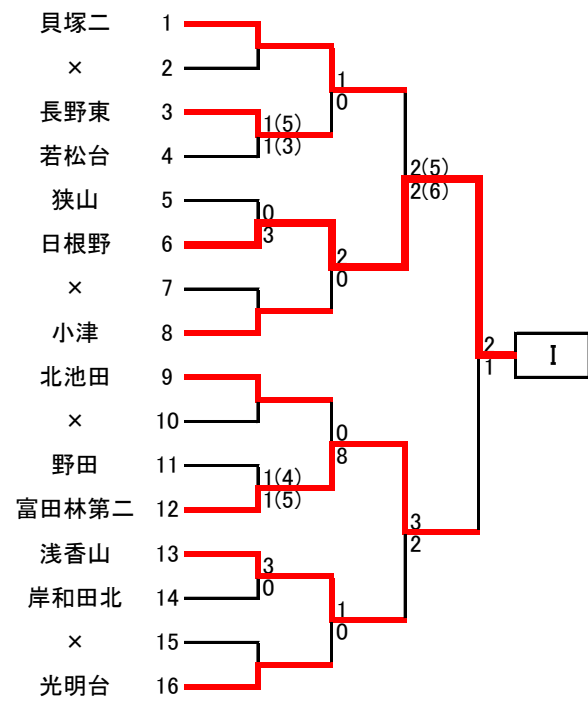 貝塚二 1
× 2
1
0
長野東 3
1(5)
1(3)
若松台 4
2(5)
2(6)
狭山 5
0
3
日根野 6
2
0
× 7
小津 8
2
1
I
北池田 9
× 10
0
8
野田 11
1(4)
1(5)
富田林第二 12
3
2
浅香山 13
3
0
岸和田北 14
1
0
× 15
光明台 16